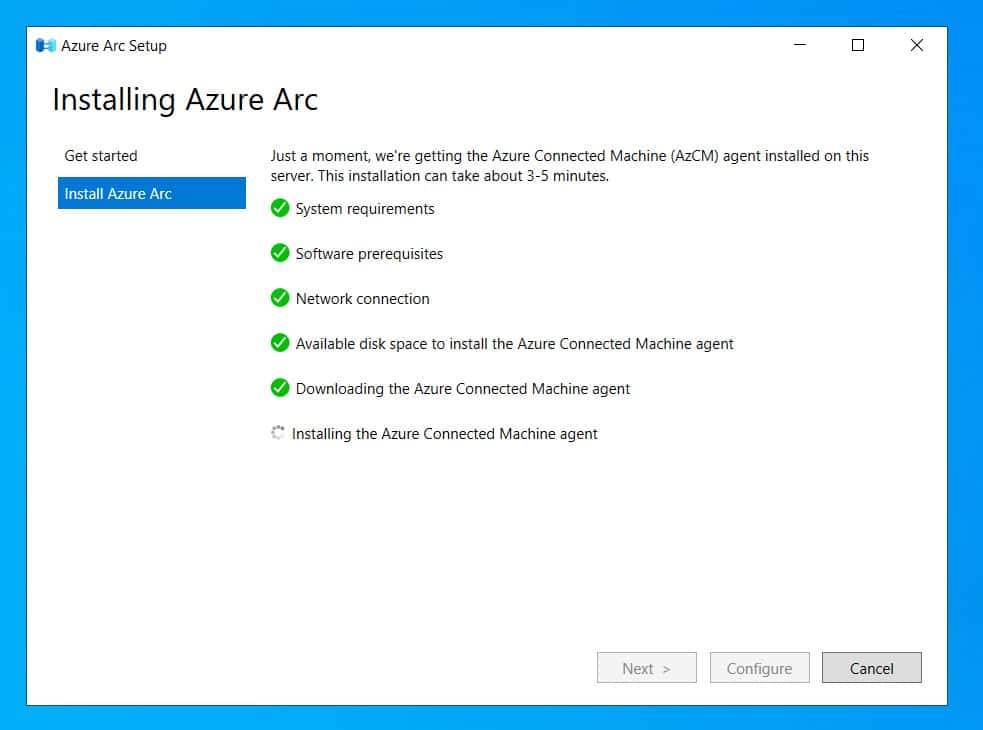 Azure Arc Setup
Installing Azure Arc
Get started
Install Azure Arc
Just a moment, we're getting the Azure Connected Machine (AzCM) agent installed on this
server. This installation can take about 3-5 minutes.
System requirements
Software prerequisites
Network connection
Available disk space to install the Azure Connected Machine agent
Downloading the Azure Connected Machine agent
Installing the Azure Connected Machine agent
Next >
Configure
Cancel